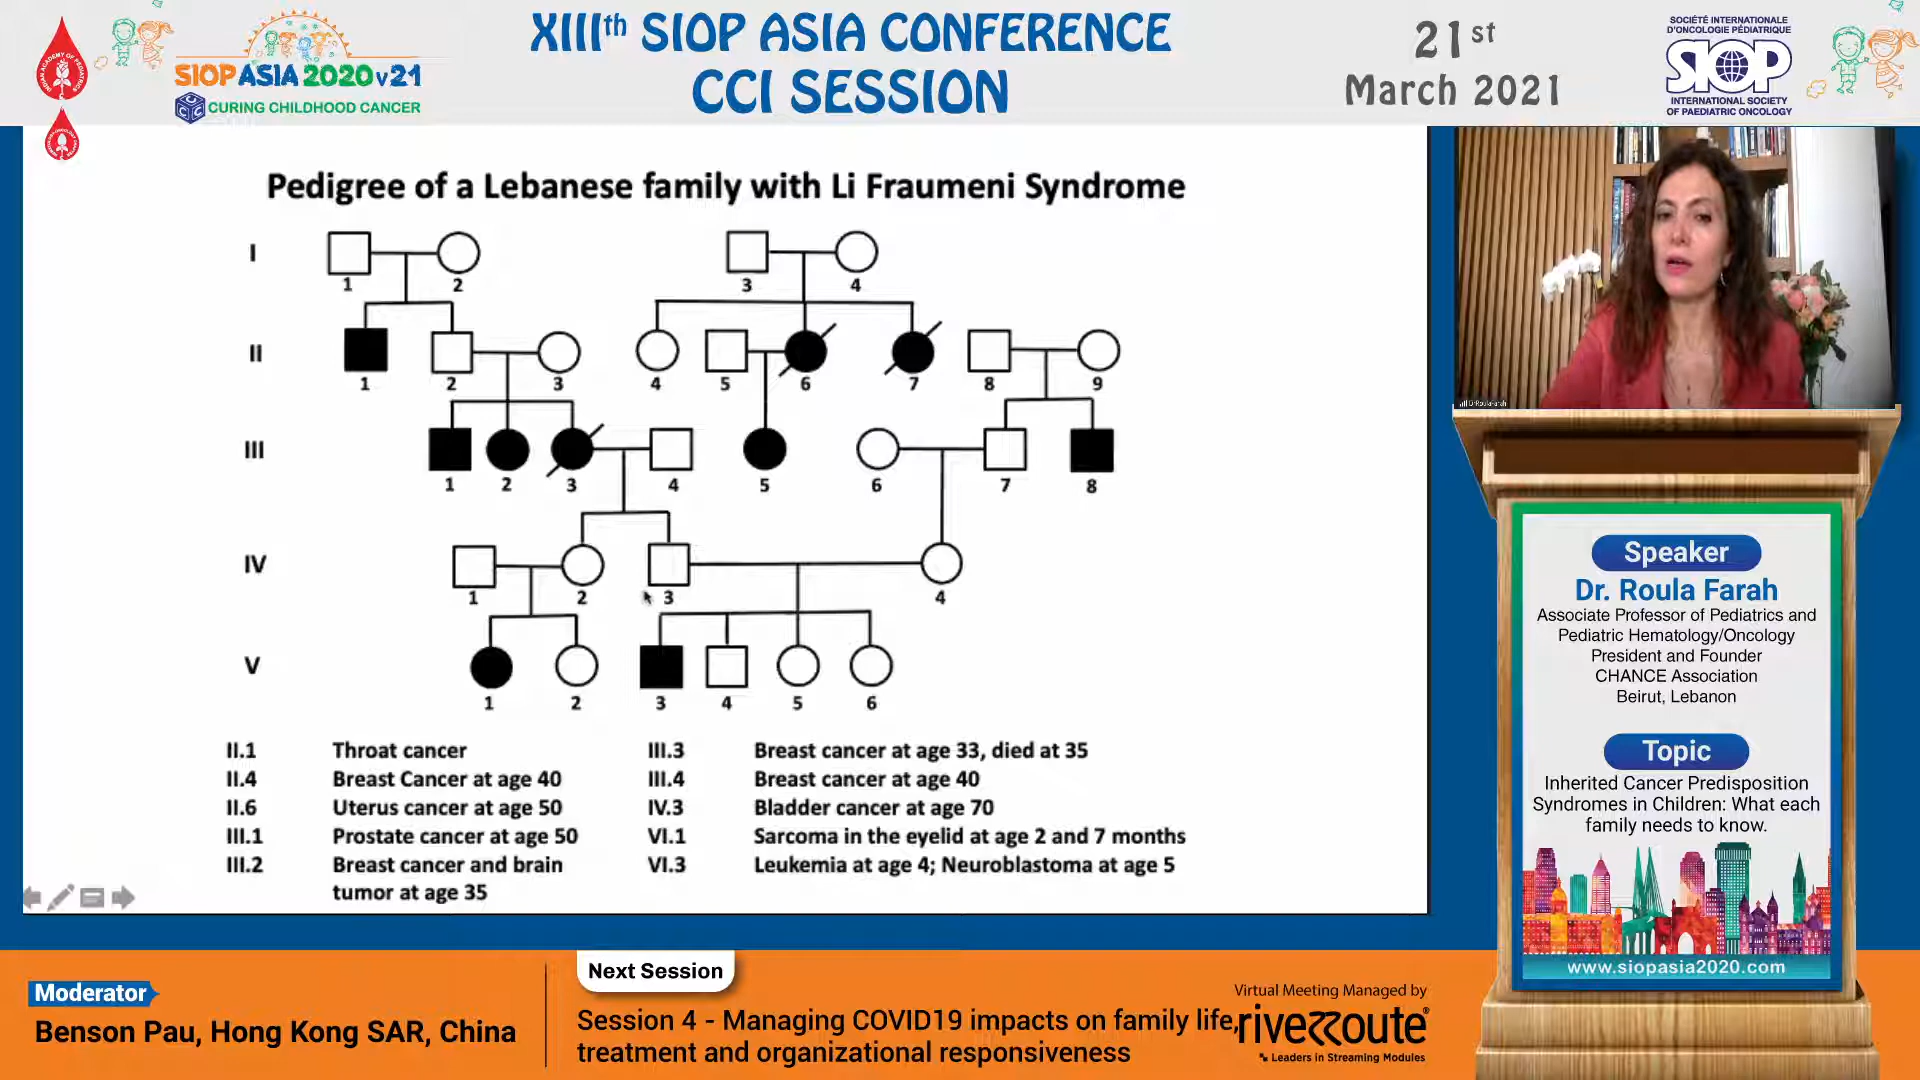 XIIIth SIOP ASIA CONFERENCE
CCI SESSION
21st
March 2021
SIOP ASIA 2020 v21
CURING CHILDHOOD CANCER
SOCIÉTÉ INTERNATIONALE
D'ONCOLOGIE PÉDIATRIQUE
SIOP
INTERNATIONAL SOCIETY
OF PAEDIATRIC ONCOLOGY
Pedigree of a Lebanese family with Li Fraumeni Syndrome
I
1 2 3 4
II
1 2 3 4 5 6 7 8 9
III
1 2 3 4 5 6 7 8
IV
1 2 3 4
V
1 2 3 4 5 6
II.1 Throat cancer
II.4 Breast Cancer at age 40
II.6 Uterus cancer at age 50
III.1 Prostate cancer at age 50
III.2 Breast cancer and brain
tumor at age 35
III.3 Breast cancer at age 33, died at 35
III.4 Breast cancer at age 40
IV.3 Bladder cancer at age 70
VI.1 Sarcoma in the eyelid at age 2 and 7 months
VI.3 Leukemia at age 4; Neuroblastoma at age 5
Speaker
Dr. Roula Farah
Associate Professor of Pediatrics and
Pediatric Hematology/Oncology
President and Founder
CHANCE Association
Beirut, Lebanon
Topic
Inherited Cancer Predisposition
Syndromes in Children: What each
family needs to know.
www.siopasia2020.com
Moderator
Benson Pau, Hong Kong SAR, China
Next Session
Session 4 - Managing COVID19 impacts on family life,
treatment and organizational responsiveness
Virtual Meeting Managed by
riveRroute
Leaders in Streaming Modules